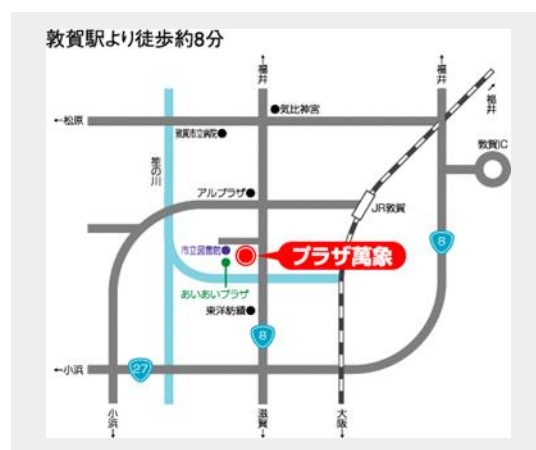 敦賀駅より徒歩約8分
←福井
←福井
←福井
←松原
●気比神宮
敦賀市立病院●
敦賀IC
笙の川
アルプラザ●
JR敦賀
8
市立図書館●
プラザ萬象
あいあいプラザ
東洋紡績●
8
←小浜
27
小浜→
滋賀→
大阪→